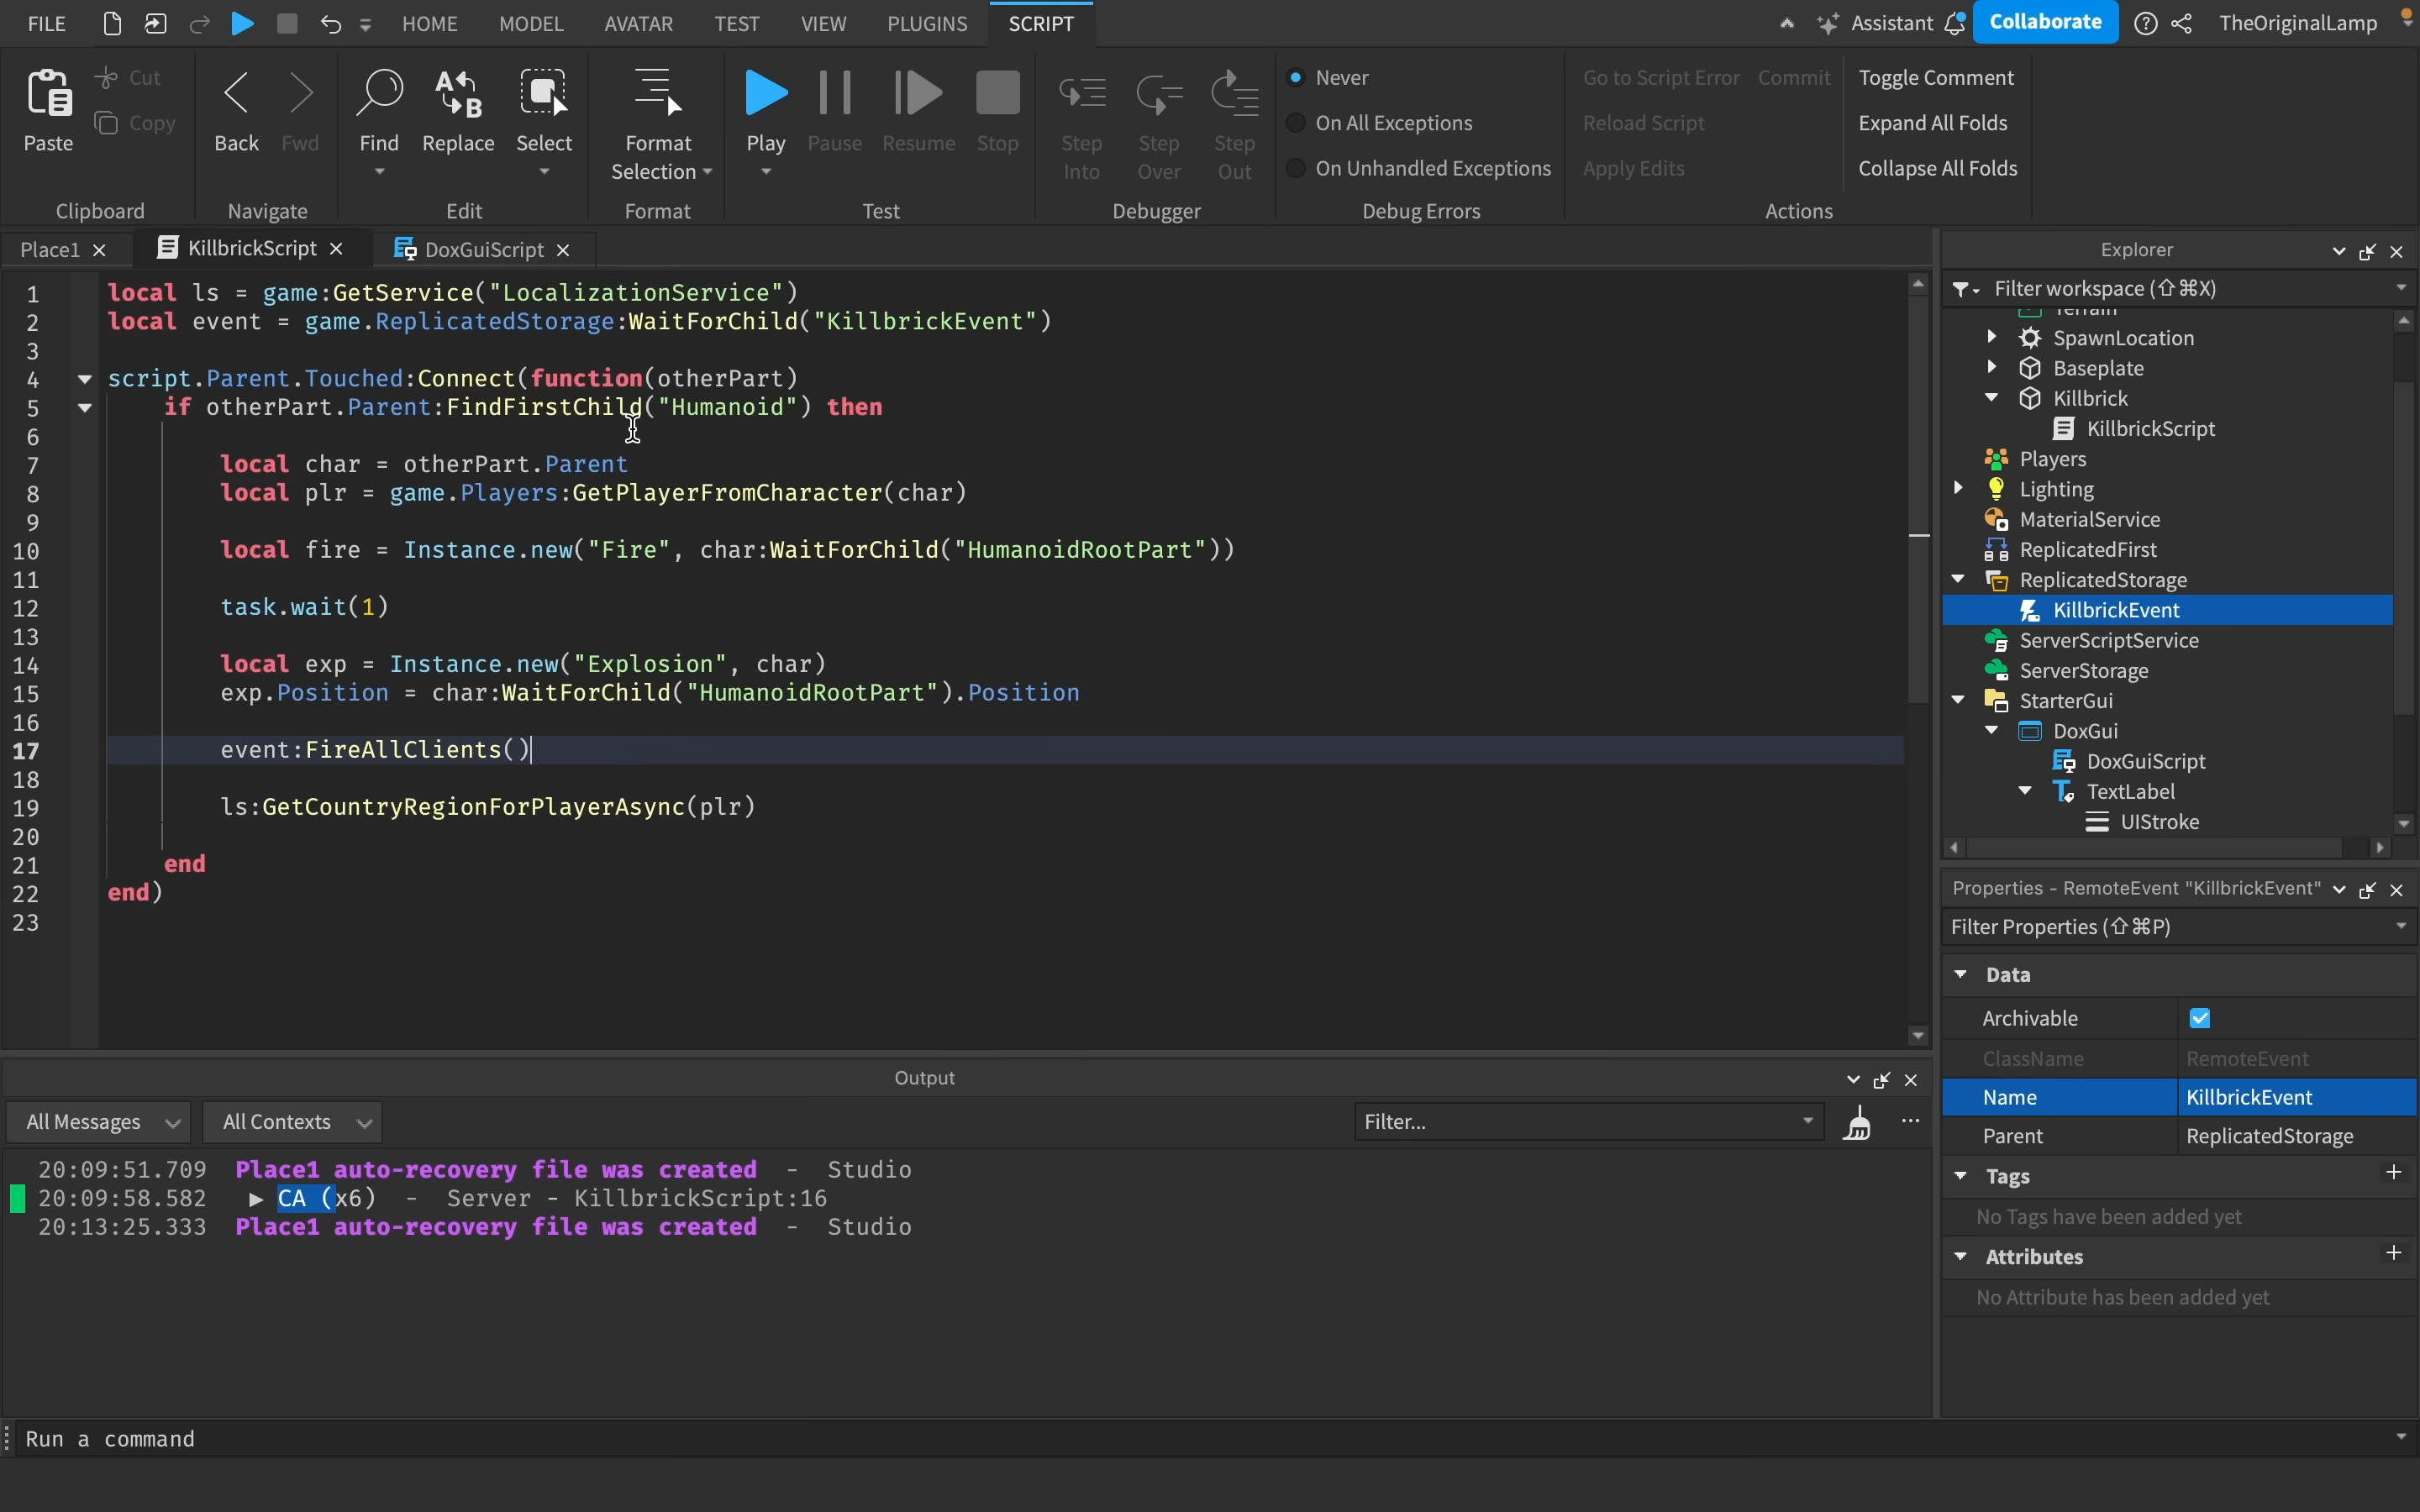 FILE HOME MODEL AVATAR TEST VIEW PLUGINS SCRIPT Assistant Collaborate TheOriginalLamp
Paste Cut Copy Clipboard
Back Fwd Navigate
Find Replace Select Edit
Format Selection Format
Play Pause Resume Stop Test
Step Into Step Over Step Out Debugger
Never
On All Exceptions
On Unhandled Exceptions
Debug Errors
Go to Script Error Commit Toggle Comment
Reload Script Expand All Folds
Apply Edits Collapse All Folds
Actions
Place1 KillbrickScript DoxGuiScript
1 local ls = game:GetService("LocalizationService")
2 local event = game.ReplicatedStorage:WaitForChild("KillbrickEvent")
3
4 script.Parent.Touched:Connect(function(otherPart)
5 if otherPart.Parent:FindFirstChild("Humanoid") then
6
7 local char = otherPart.Parent
8 local plr = game.Players:GetPlayerFromCharacter(char)
9
10 local fire = Instance.new("Fire", char:WaitForChild("HumanoidRootPart"))
11
12 task.wait(1)
13
14 local exp = Instance.new("Explosion", char)
15 exp.Position = char:WaitForChild("HumanoidRootPart").Position
16
17 event:FireAllClients()
18
19 ls:GetCountryRegionForPlayerAsync(plr)
20
21 end
22 end)
23
Explorer
Filter workspace (⇧⌘X)
Terrain
SpawnLocation
Baseplate
Killbrick
KillbrickScript
Players
Lighting
MaterialService
ReplicatedFirst
ReplicatedStorage
KillbrickEvent
ServerScriptService
ServerStorage
StarterGui
DoxGui
DoxGuiScript
TextLabel
UIStroke
Properties - RemoteEvent "KillbrickEvent"
Filter Properties (⇧⌘P)
Data
Archivable
ClassName RemoteEvent
Name KillbrickEvent
Parent ReplicatedStorage
Tags
No Tags have been added yet
Attributes
No Attribute has been added yet
Output
All Messages All Contexts Filter...
20:09:51.709 Place1 auto-recovery file was created - Studio
20:09:58.582 ▶ CA (x6) - Server - KillbrickScript:16
20:13:25.333 Place1 auto-recovery file was created - Studio
Run a command